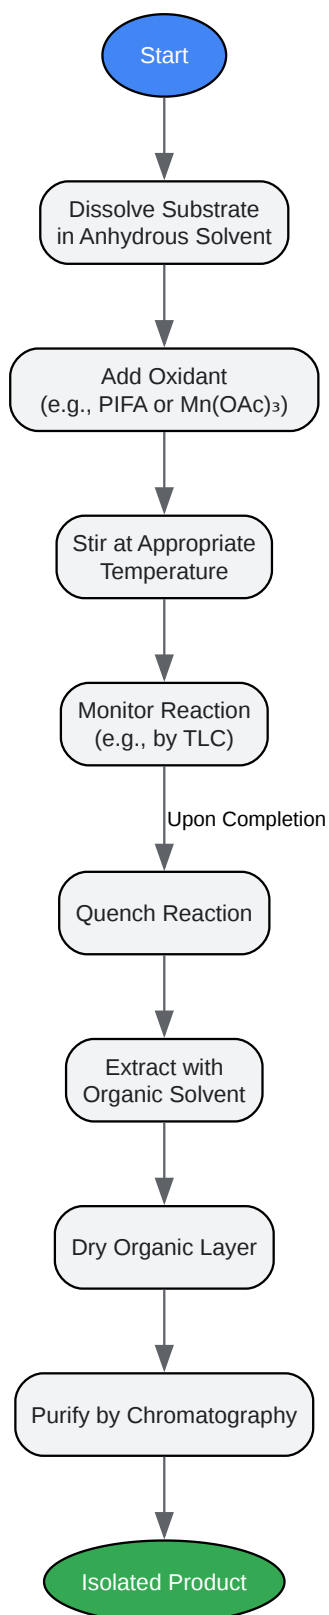 Start
Dissolve Substrate
in Anhydrous Solvent
Add Oxidant
(e.g., PIFA or Mn(OAc)₃)
Stir at Appropriate
Temperature
Monitor Reaction
(e.g., by TLC)
Upon Completion
Quench Reaction
Extract with
Organic Solvent
Dry Organic Layer
Purify by Chromatography
Isolated Product